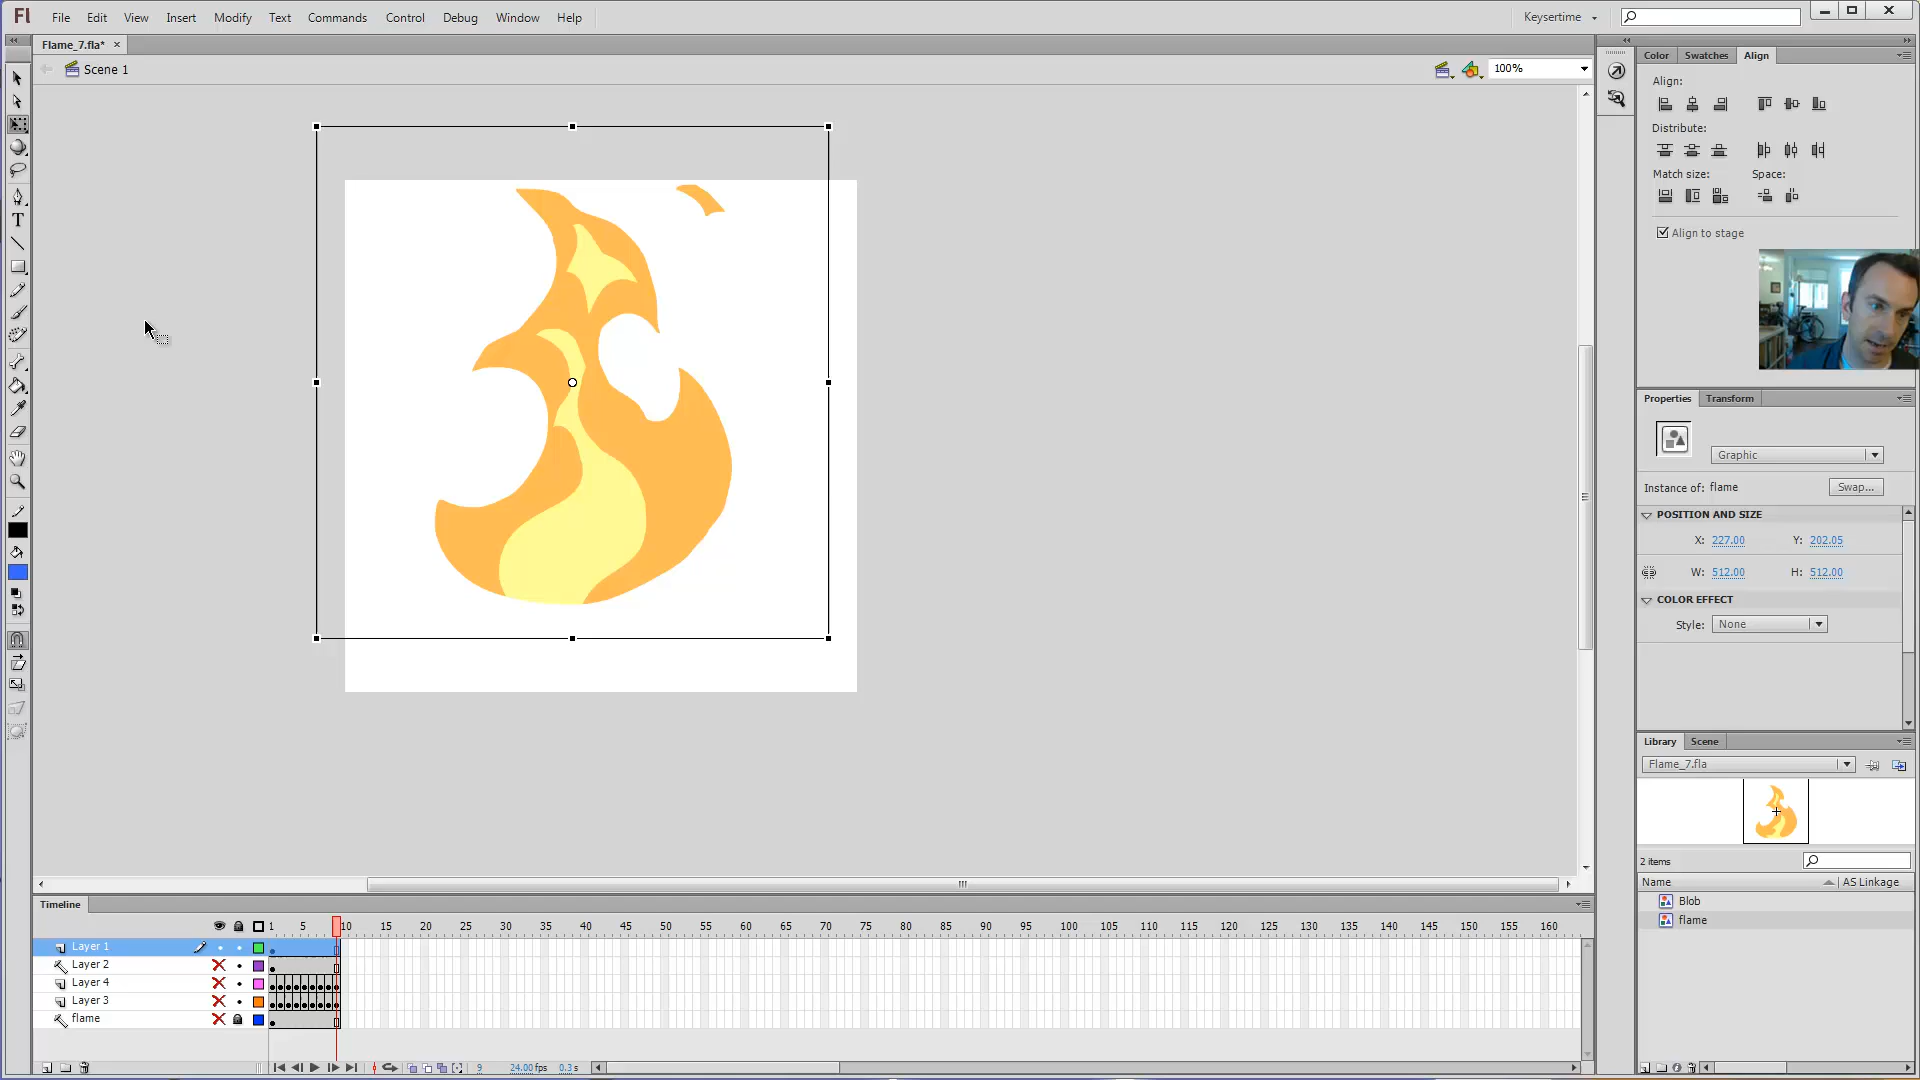 Fl File Edit View Insert Text Commands Control Debug Window Help Keysertime
Flame_7.fla* ×
Scene 1 100%
Color Swatches Align
Align:
Distribute:
Match size: Space:
Align to stage
Properties Transform
Graphic
Instance of: flame Swap...
POSITION AND SIZE
X: 227.00 Y: 202.05
W: 512.00 H: 512.00
COLOR EFFECT
Style: None
Library Scene
Flame_7.fla
2 items
Name AS Linkage
Blob
flame
Timeline
1 5 10 15 20 25 30 35 40 45 50 55 60 65 70 75 80 85 90 95 100 105 110 115 120 125 130 135 140 145 150 155 160
Layer 1
Layer 2
Layer 4
Layer 3
flame
9 24.00 fps 0.3 s